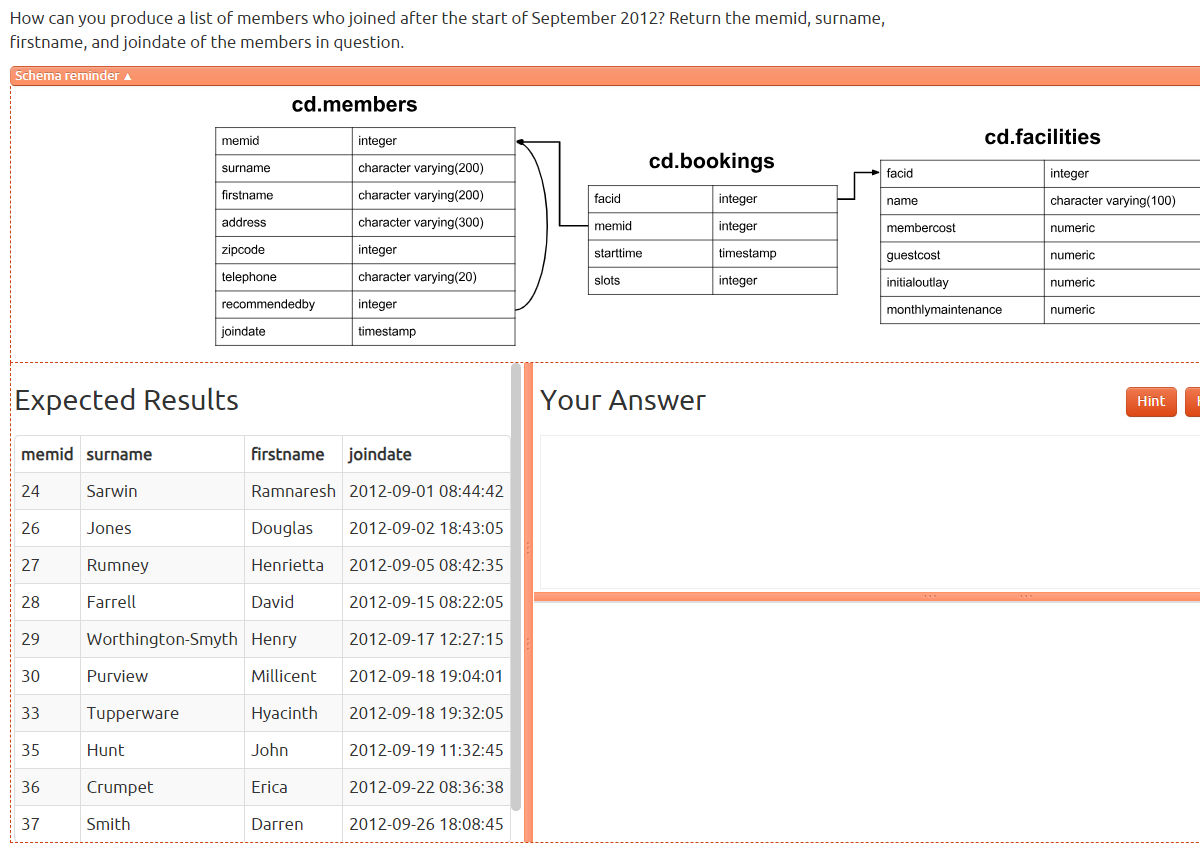 How can you produce a list of members who joined after the start of September 2012? Return the memid, surname,
firstname, and joindate of the members in question.
Schema reminder ▲
cd.members
memid integer
surname character varying(200)
firstname character varying(200)
address character varying(300)
zipcode integer
telephone character varying(20)
recommendedby integer
joindate timestamp
cd.bookings
facid integer
memid integer
starttime timestamp
slots integer
cd.facilities
facid integer
name character varying(100)
membercost numeric
guestcost numeric
initialoutlay numeric
monthlymaintenance numeric
Expected Results
memid surname firstname joindate
24 Sarwin Ramnaresh 2012-09-01 08:44:42
26 Jones Douglas 2012-09-02 18:43:05
27 Rumney Henrietta 2012-09-05 08:42:35
28 Farrell David 2012-09-15 08:22:05
29 Worthington-Smyth Henry 2012-09-17 12:27:15
30 Purview Millicent 2012-09-18 19:04:01
33 Tupperware Hyacinth 2012-09-18 19:32:05
35 Hunt John 2012-09-19 11:32:45
36 Crumpet Erica 2012-09-22 08:36:38
37 Smith Darren 2012-09-26 18:08:45
Your Answer
Hint